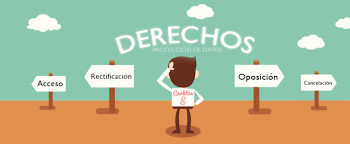 DERECHOS
PROTECCIÓN DE DATOS
Acceso
Rectificación
Oposición
Cancelación